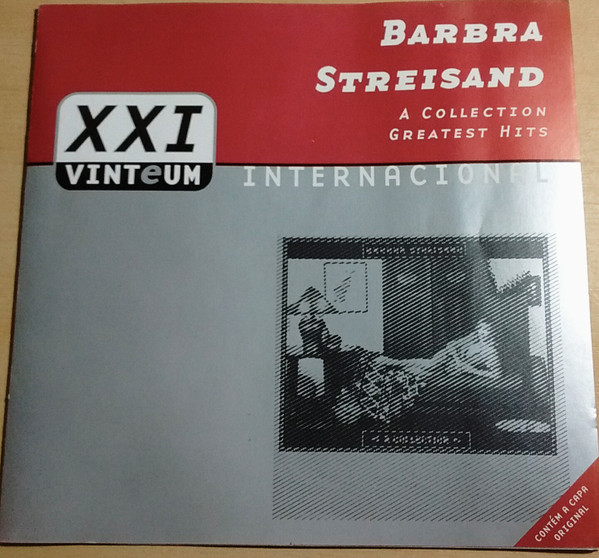 BARBRA
STREISAND
A COLLECTION
GREATEST HITS
XXI
VINTeUM
INTERNACIONAL
BARBRA STREISAND
A COLLECTION
CONTÉM A CAPA
ORIGINAL